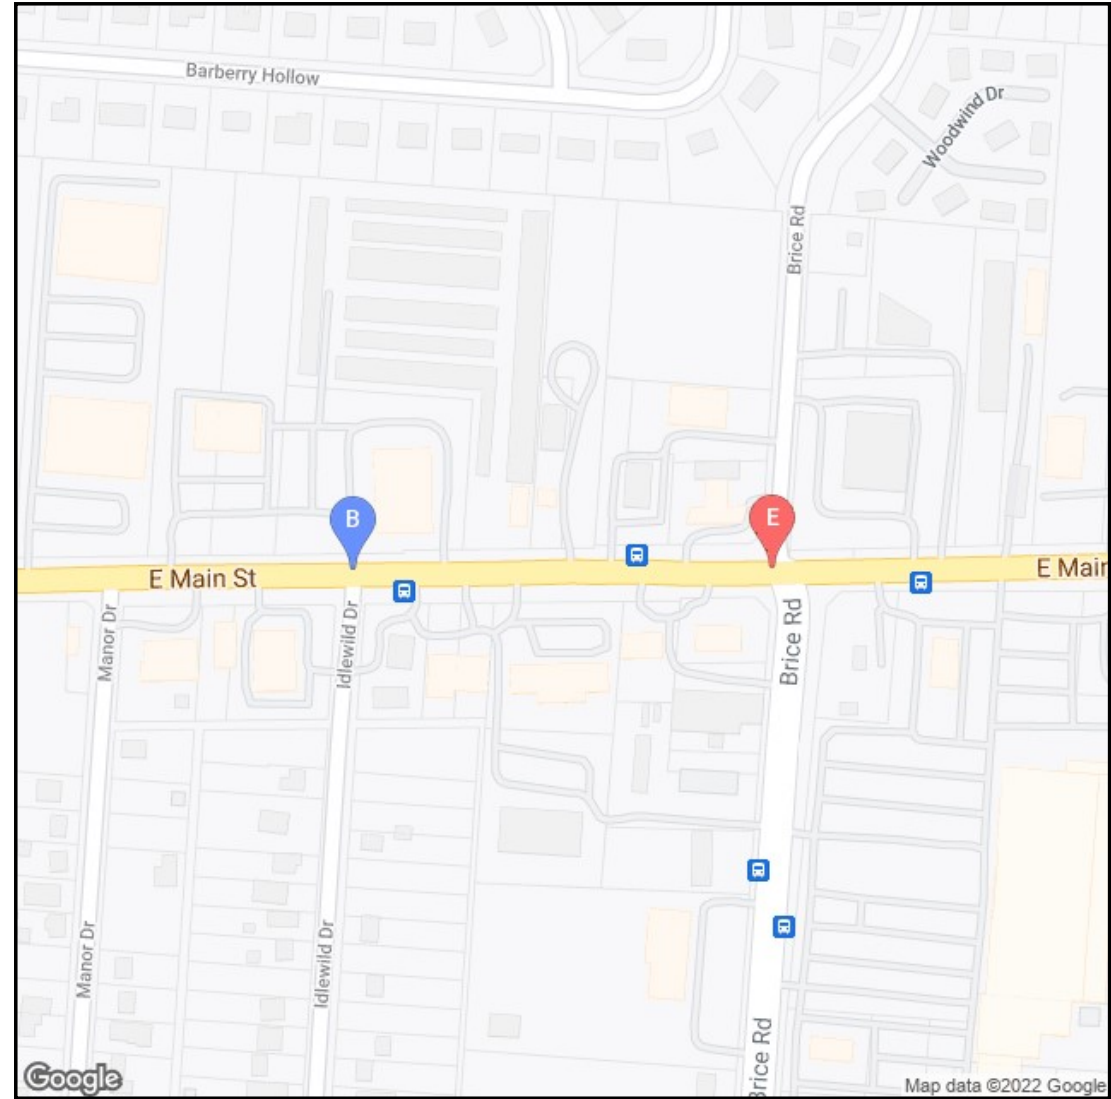 Barberry Hollow
Woodwind Dr
Brice Rd
B
E
E Main St
E Main
Manor Dr
Idlewild Dr
Brice Rd
Manor Dr
Idlewild Dr
Brice Rd
Google
Map data ©2022 Google